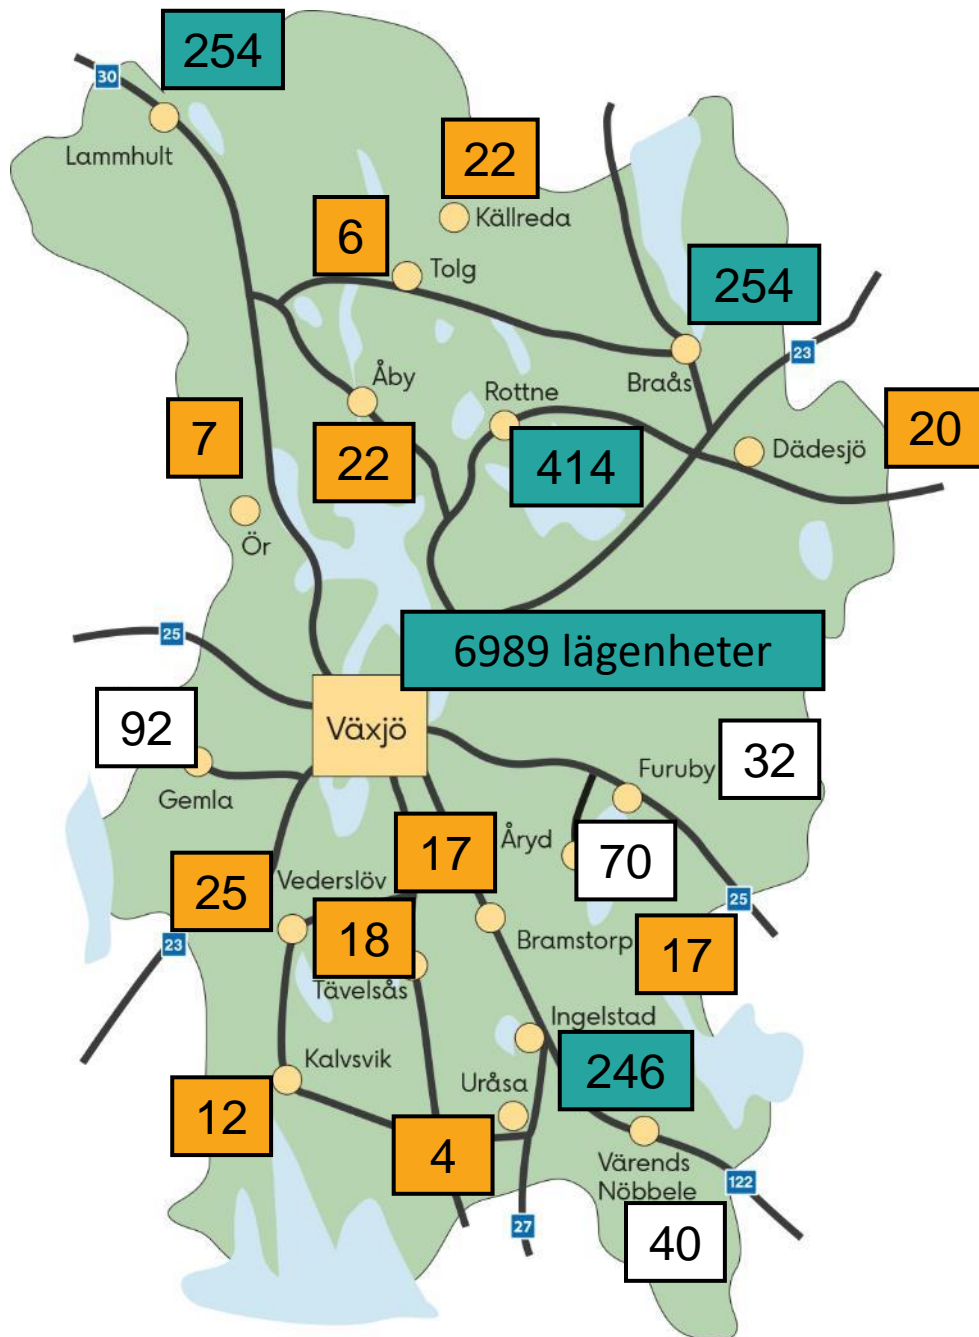 254
30
Lammhult
22
Källreda
6
Tolg
254
23
Braås
Åby
Rottne
7
22
414
20
Dädesjö
Ör
25
6989 lägenheter
92
Växjö
Gemla
Furuby
32
17
Åryd
70
25
Vederslöv
25
18
Bramstorp
17
23
Tävelsås
Ingelstad
Kalvsvik
246
Uråsa
12
4
Värends
Nöbbele
122
27
40